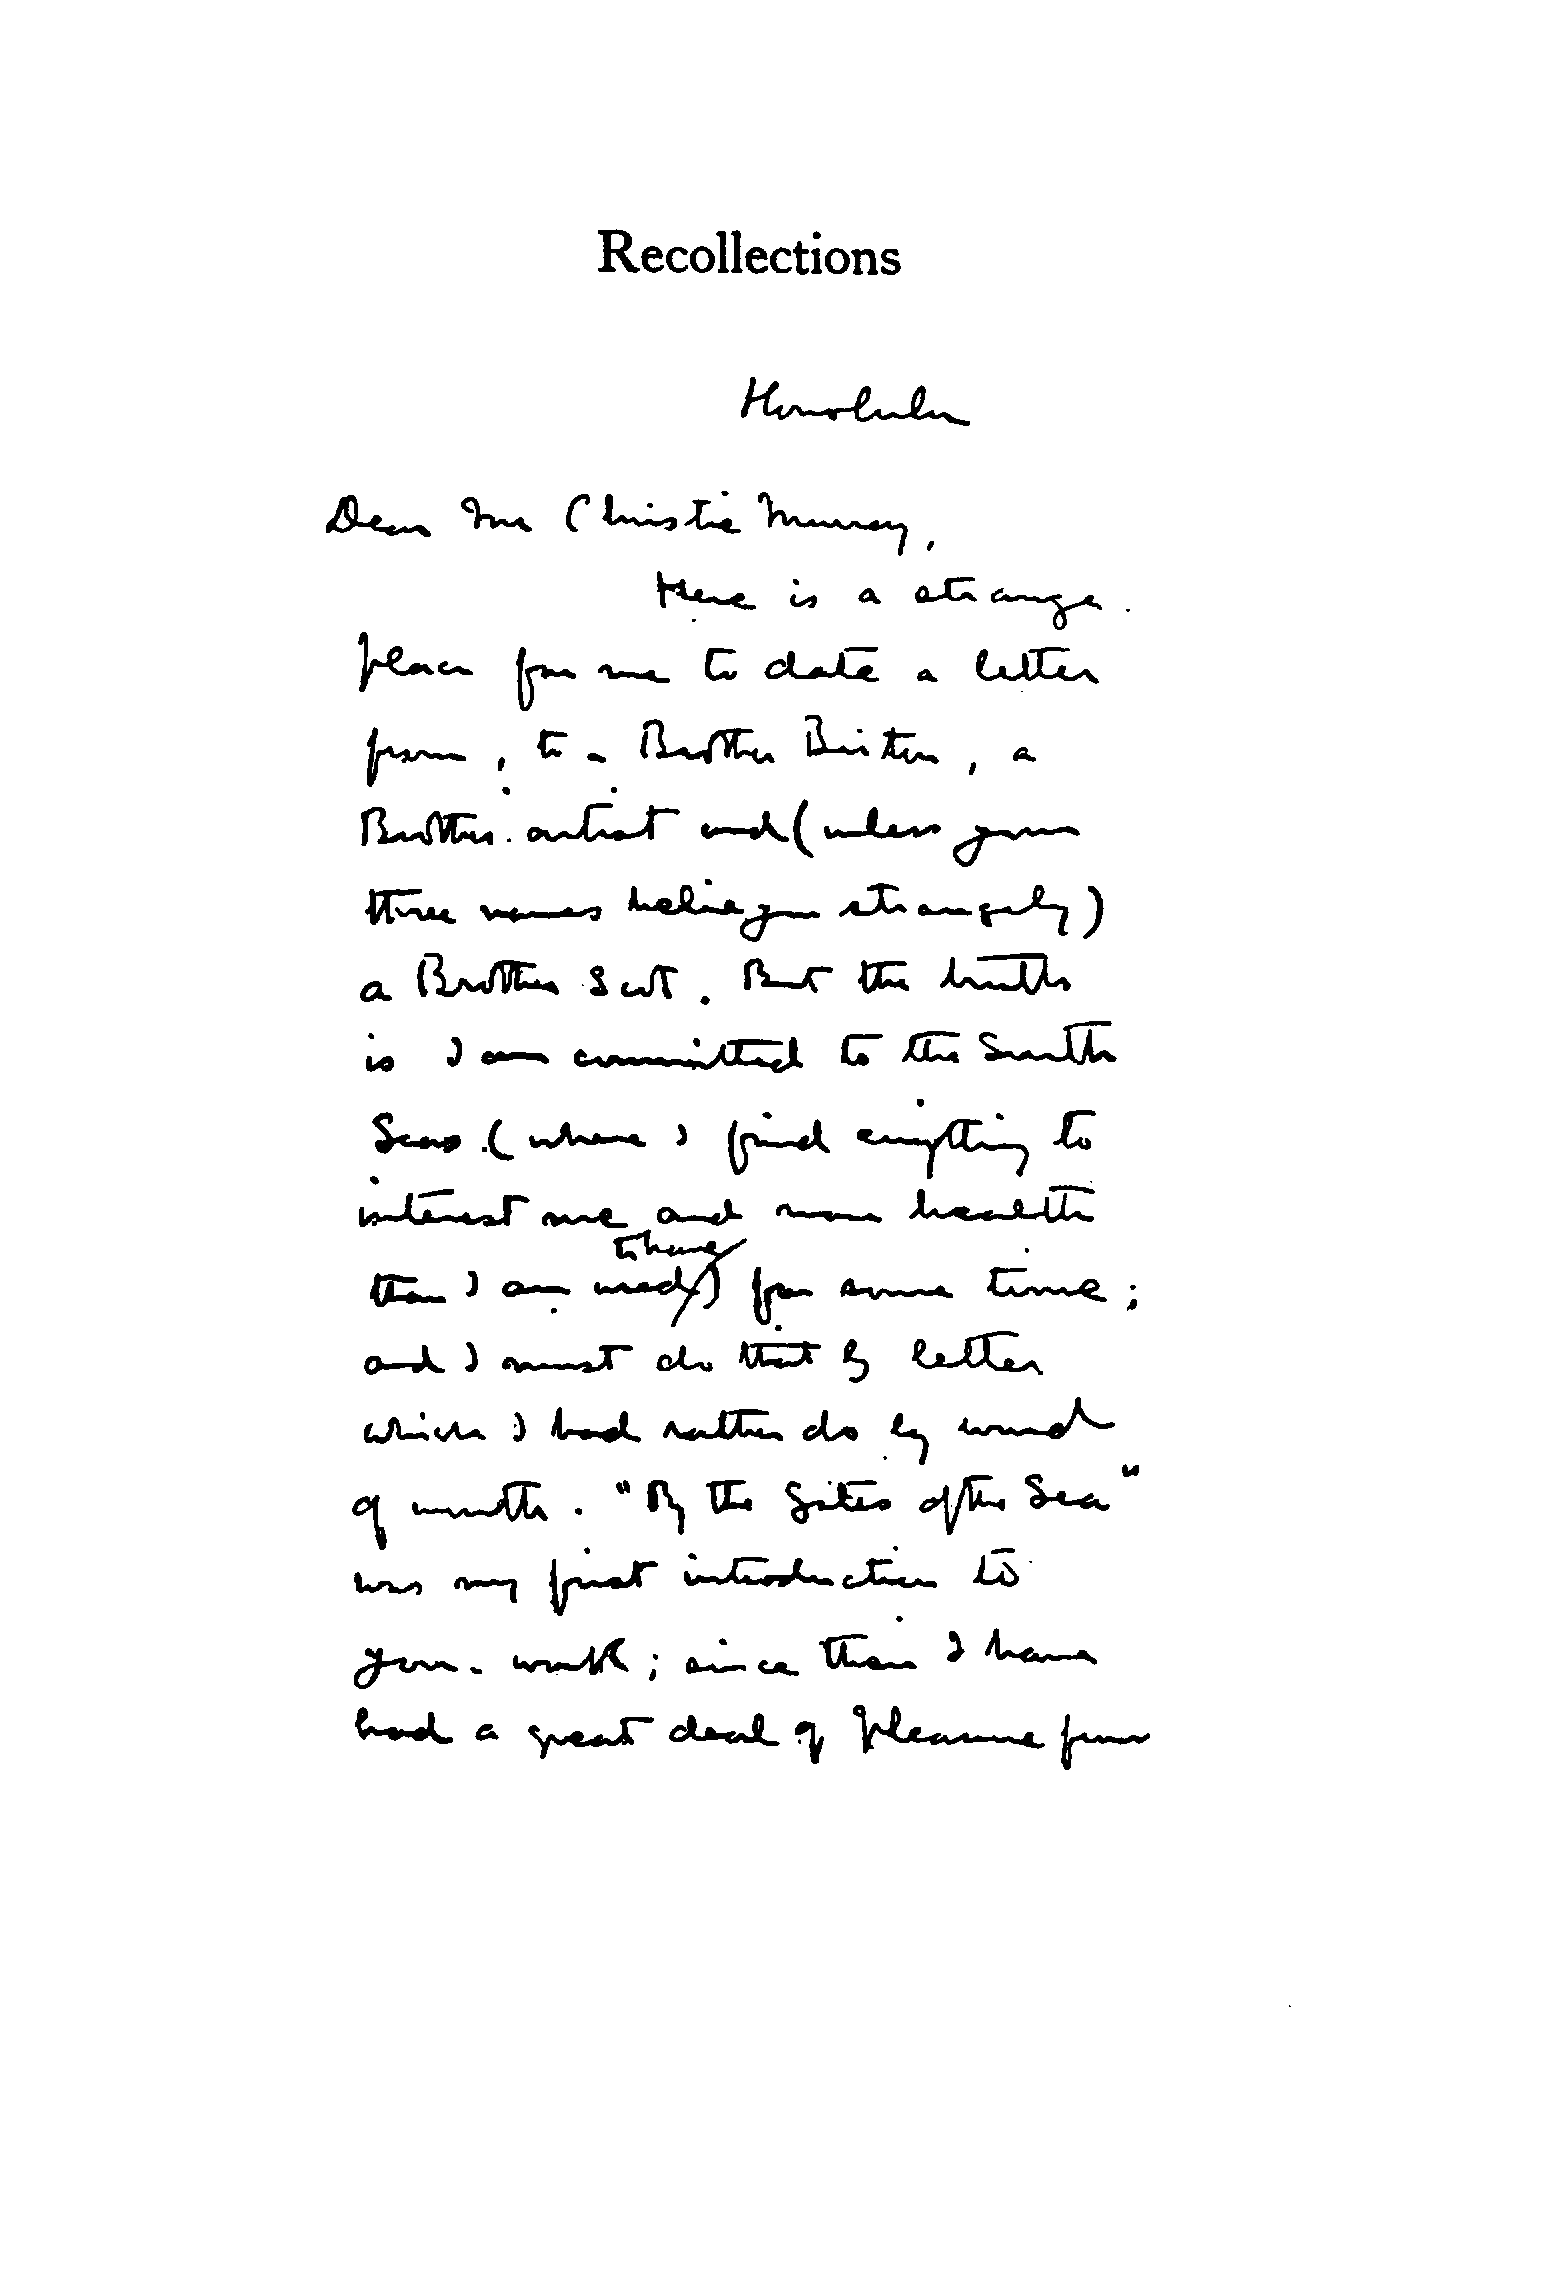 Recollections
Honolulu
Dear Mr Christie Murray,
Here is a strange
place for me to date a letter
from, to a Brother Briton, a
Brother artist and (unless your
three names belie you strangely)
a Brother Scot. But the truth
is I am committed to the South
Seas (where I find everything to
interest me and more health
to have
than I am used) for some time;
and I must do that by letter
which I had rather do by word
of mouth. "By the Gates of the Sea"
was my first introduction to
your work; since then I have
had a great deal of pleasure from